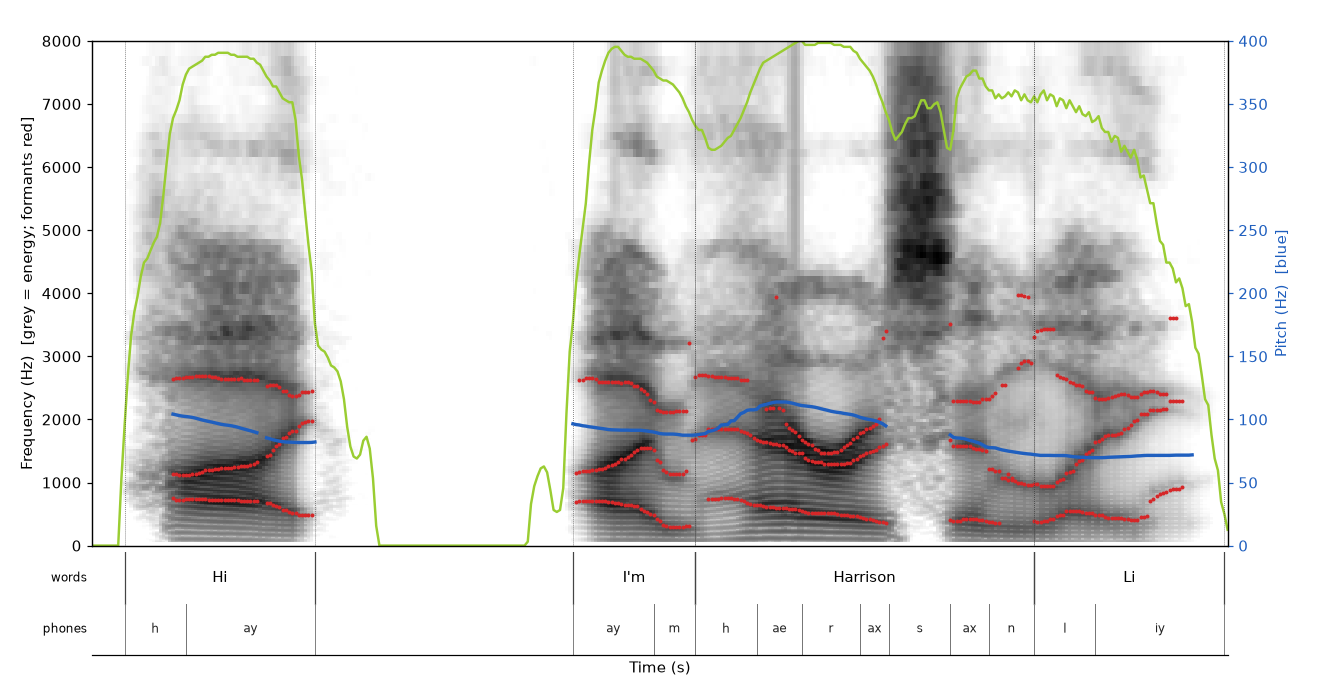 8000 400
7000 350
6000 300
5000 250
4000 200
3000 150
2000 100
1000 50
0 0
Frequency (Hz) [grey = energy; formants red]
Pitch (Hz) [blue]
words Hi I'm Harrison Li
phones h ay ay m h ae r ax s ax n l iy
Time (s)